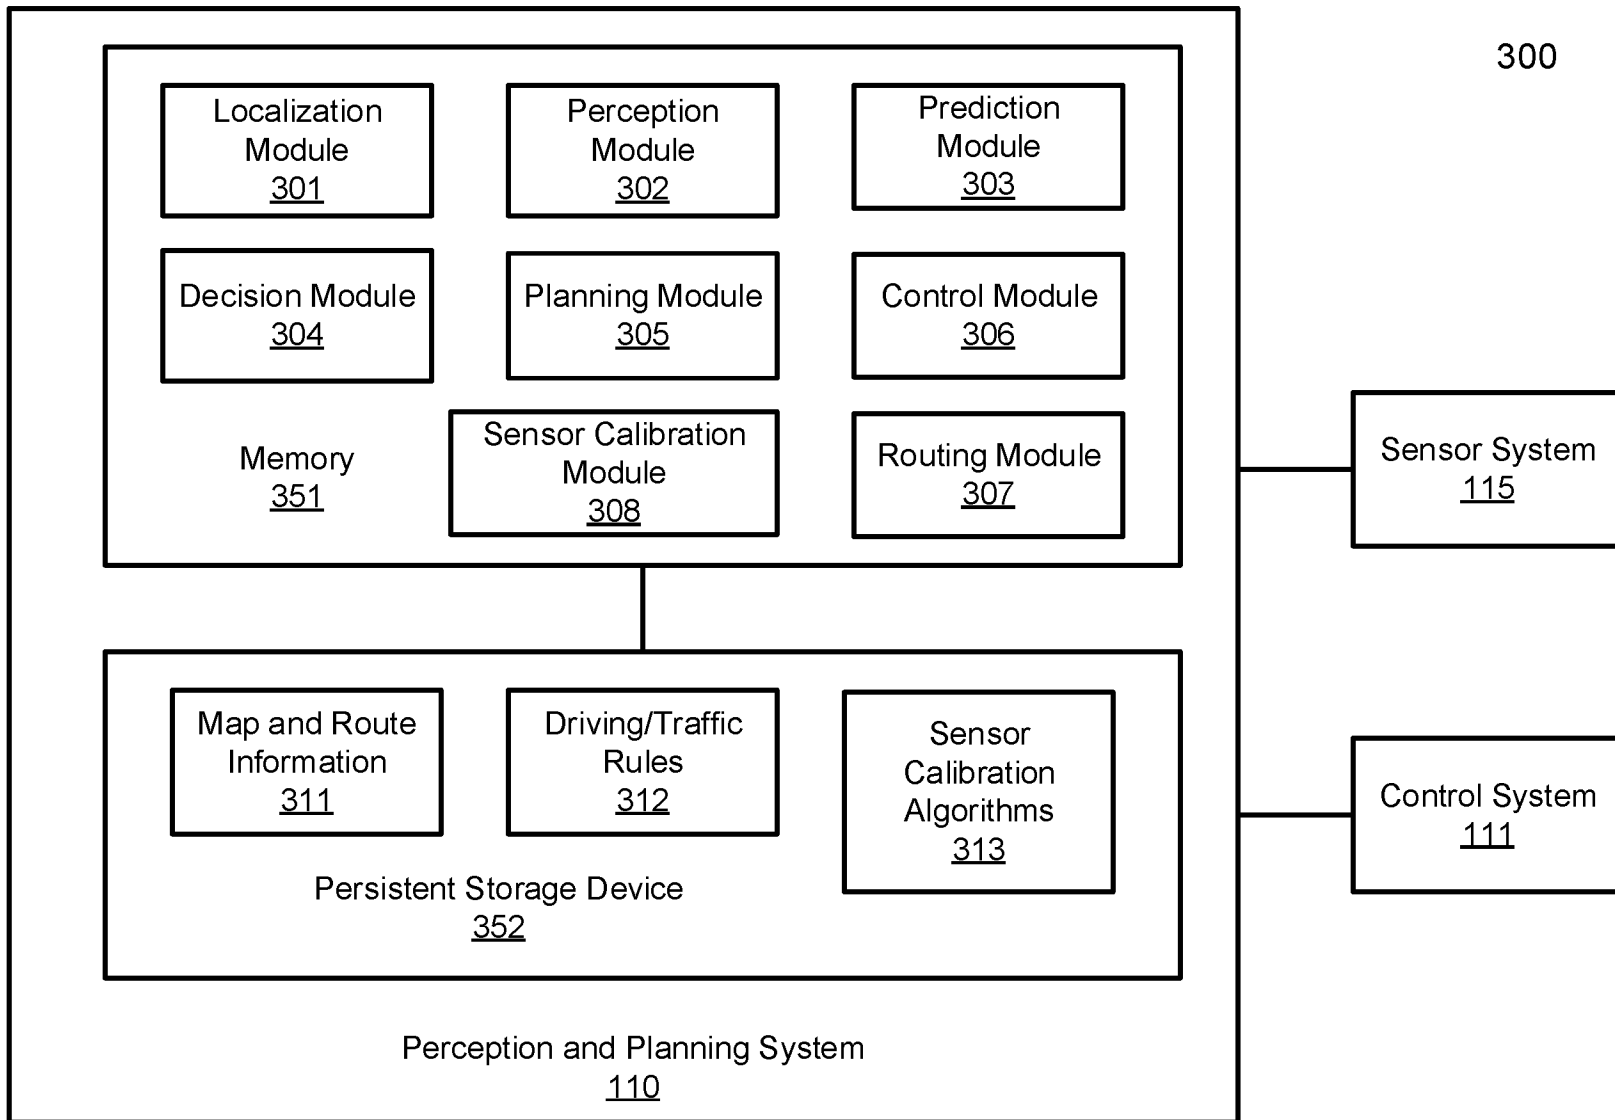 300
Localization
Module
301
Perception
Module
302
Prediction
Module
303
Decision Module
304
Planning Module
305
Control Module
306
Memory
351
Sensor Calibration
Module
308
Routing Module
307
Sensor System
115
Map and Route
Information
311
Driving/Traffic
Rules
312
Sensor
Calibration
Algorithms
313
Control System
111
Persistent Storage Device
352
Perception and Planning System
110